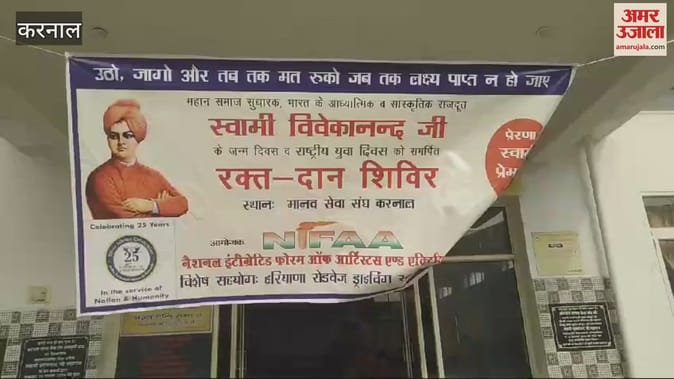 करनाल
अमर उजाला
amarujala.com
उठो, जागो और तब तक मत रुको जब तक लक्ष्य पाप्त न हो जाए
महान समाज सुधारक, भारत के आध्यात्मिक व सांस्कृतिक राजदूत
स्वामी विवेकानन्द जी
के जन्म दिवस व राष्ट्रीय युवा दिवस को समर्पित
रक्त-दान शिविर
स्थानः मानव सेवा संघ करनाल
प्रेरणा
स्वा
प्रेम
Celebrating 25 Years
25
In the service of
Nation & Humanity
आयोजक
NIFAA
नैशनल इंटीग्रेटिड फोरम ऑफ आर्टिस्टस एण्ड
विशेष सहयोगः हरियाणा रोडवेज ड्राइविंग